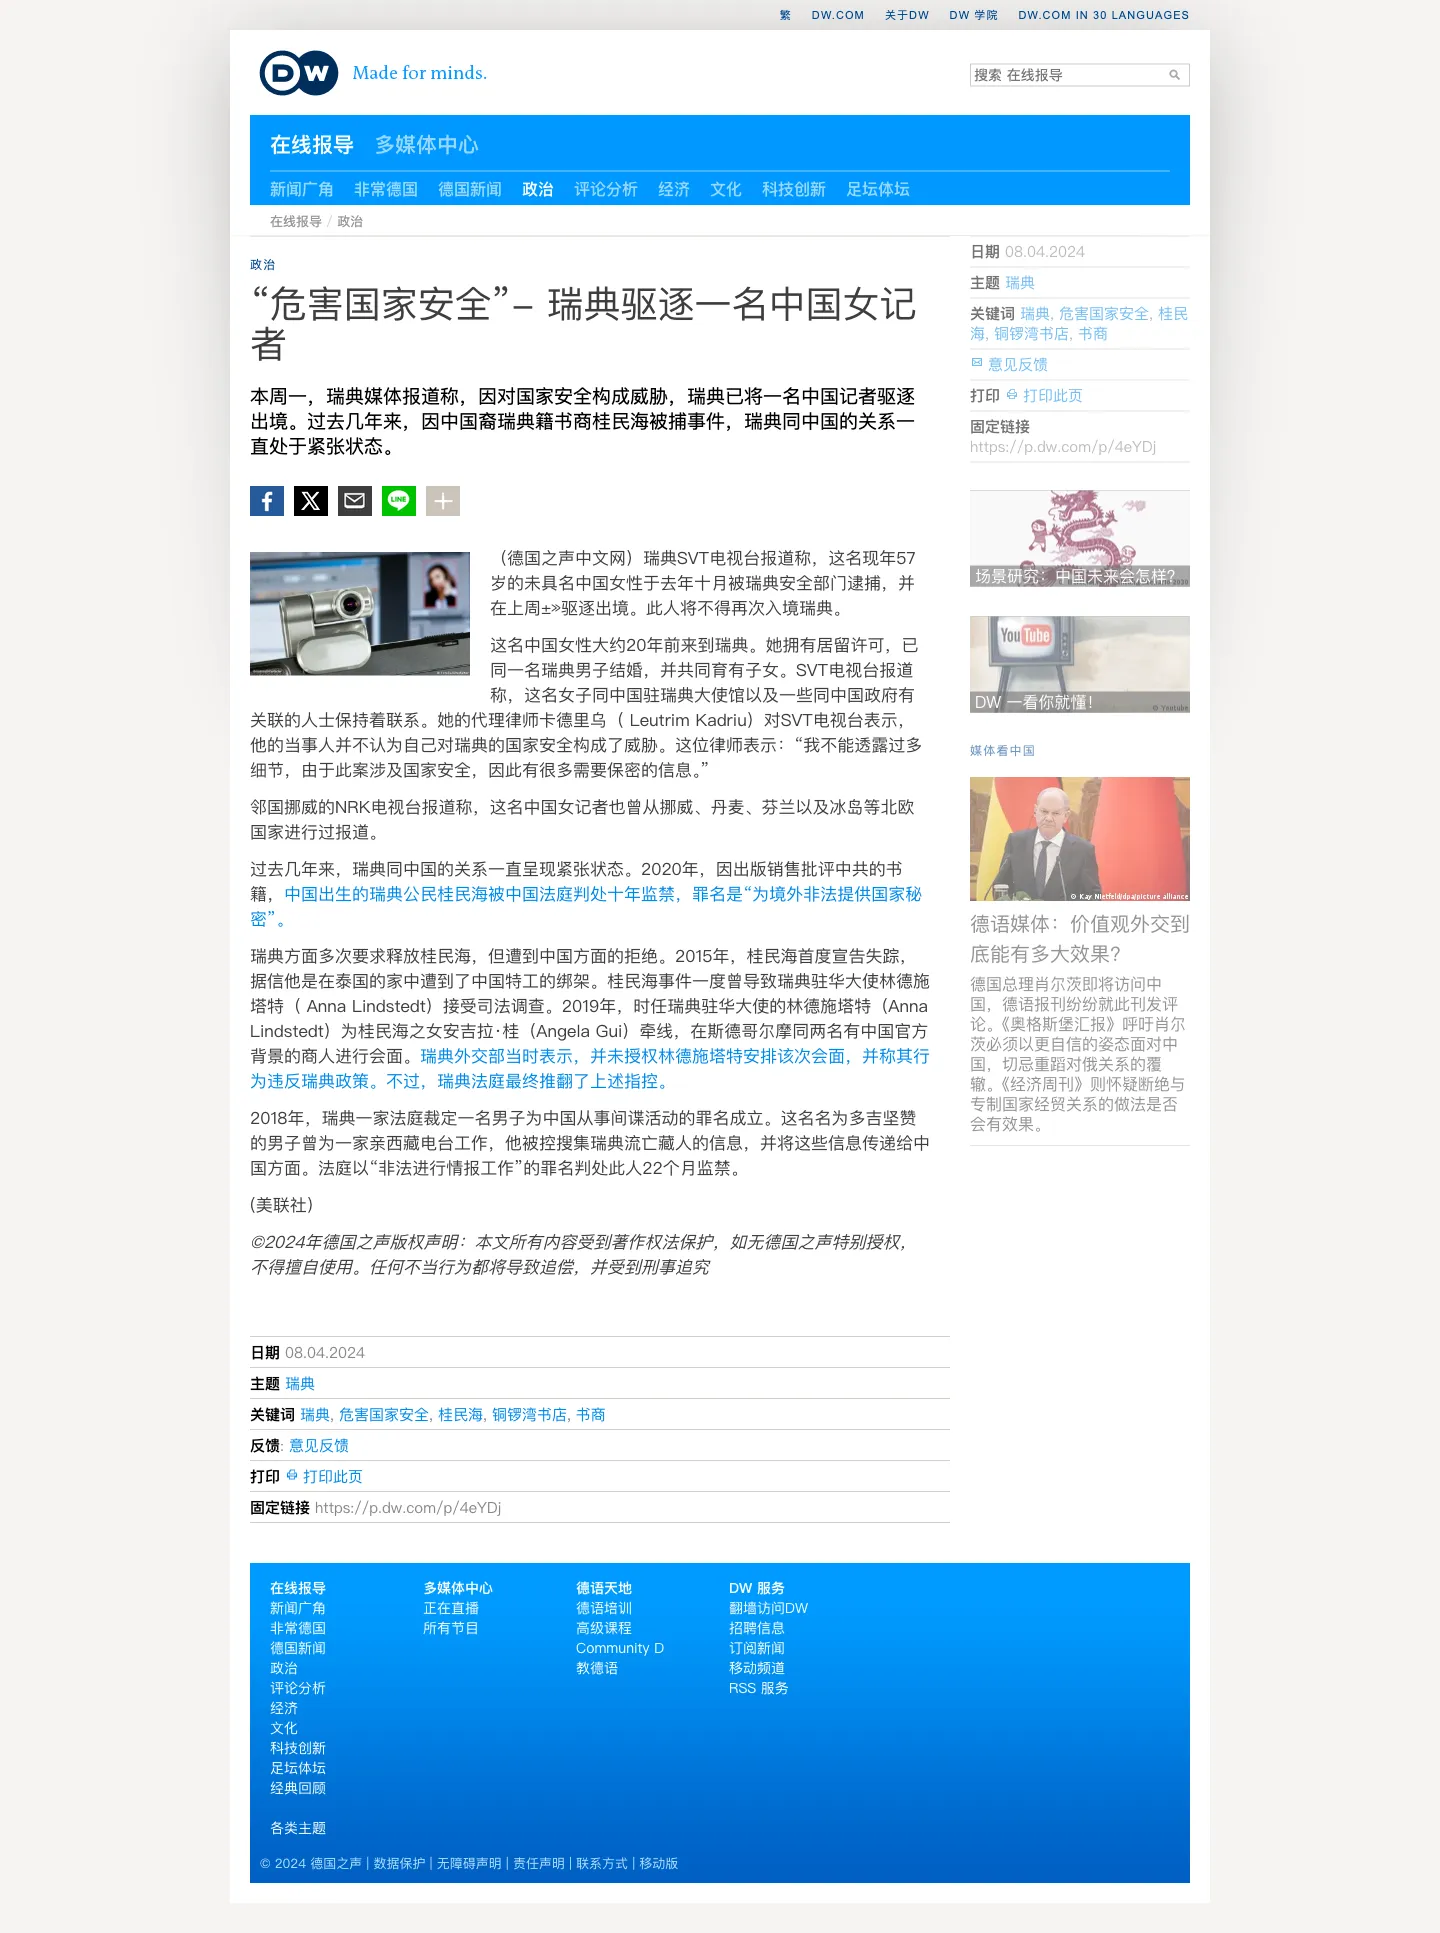 繁 DW.COM 关于DW DW 学院 DW.COM IN 30 LANGUAGES
DW Made for minds.
搜索 在线报导
在线报导 多媒体中心
新闻广角 非常德国 德国新闻 政治 评论分析 经济 文化 科技创新 足坛体坛
在线报导 / 政治
政治
“危害国家安全”– 瑞典驱逐一名中国女记
者
本周一，瑞典媒体报道称，因对国家安全构成威胁，瑞典已将一名中国记者驱逐
出境。过去几年来，因中国裔瑞典籍书商桂民海被捕事件，瑞典同中国的关系一
直处于紧张状态。
LINE
（德国之声中文网）瑞典SVT电视台报道称，这名现年57
岁的未具名中国女性于去年十月被瑞典安全部门逮捕，并
在上周±»驱逐出境。此人将不得再次入境瑞典。
这名中国女性大约20年前来到瑞典。她拥有居留许可，已
同一名瑞典男子结婚，并共同育有子女。SVT电视台报道
称，这名女子同中国驻瑞典大使馆以及一些同中国政府有
关联的人士保持着联系。她的代理律师卡德里乌（ Leutrim Kadriu）对SVT电视台表示，
他的当事人并不认为自己对瑞典的国家安全构成了威胁。这位律师表示：“我不能透露过多
细节，由于此案涉及国家安全，因此有很多需要保密的信息。”
邻国挪威的NRK电视台报道称，这名中国女记者也曾从挪威、丹麦、芬兰以及冰岛等北欧
国家进行过报道。
过去几年来，瑞典同中国的关系一直呈现紧张状态。2020年，因出版销售批评中共的书
籍，中国出生的瑞典公民桂民海被中国法庭判处十年监禁，罪名是“为境外非法提供国家秘
密”。
瑞典方面多次要求释放桂民海，但遭到中国方面的拒绝。2015年，桂民海首度宣告失踪，
据信他是在泰国的家中遭到了中国特工的绑架。桂民海事件一度曾导致瑞典驻华大使林德施
塔特（ Anna Lindstedt）接受司法调查。2019年，时任瑞典驻华大使的林德施塔特（Anna
Lindstedt）为桂民海之女安吉拉·桂（Angela Gui）牵线，在斯德哥尔摩同两名有中国官方
背景的商人进行会面。瑞典外交部当时表示，并未授权林德施塔特安排该次会面，并称其行
为违反瑞典政策。不过，瑞典法庭最终推翻了上述指控。
2018年，瑞典一家法庭裁定一名男子为中国从事间谍活动的罪名成立。这名名为多吉坚赞
的男子曾为一家亲西藏电台工作，他被控搜集瑞典流亡藏人的信息，并将这些信息传递给中
国方面。法庭以“非法进行情报工作”的罪名判处此人22个月监禁。
(美联社)
©2024年德国之声版权声明：本文所有内容受到著作权法保护，如无德国之声特别授权，
不得擅自使用。任何不当行为都将导致追偿，并受到刑事追究
日期 08.04.2024
主题 瑞典
关键词 瑞典, 危害国家安全, 桂民海, 铜锣湾书店, 书商
反馈: 意见反馈
打印 打印此页
固定链接 https://p.dw.com/p/4eYDj
日期 08.04.2024
主题 瑞典
关键词 瑞典, 危害国家安全, 桂民
海, 铜锣湾书店, 书商
意见反馈
打印 打印此页
固定链接
https://p.dw.com/p/4eYDj
场景研究：中国未来会怎样？
You Tube
DW 一看你就懂！
© Youtube
媒体看中国
© Kay Nietfeld/dpa/picture alliance
德语媒体：价值观外交到
底能有多大效果？
德国总理肖尔茨即将访问中
国，德语报刊纷纷就此刊发评
论。《奥格斯堡汇报》呼吁肖尔
茨必须以更自信的姿态面对中
国，切忌重蹈对俄关系的覆
辙。《经济周刊》则怀疑断绝与
专制国家经贸关系的做法是否
会有效果。
在线报导
新闻广角
非常德国
德国新闻
政治
评论分析
经济
文化
科技创新
足坛体坛
经典回顾
各类主题
多媒体中心
正在直播
所有节目
德语天地
德语培训
高级课程
Community D
教德语
DW 服务
翻墙访问DW
招聘信息
订阅新闻
移动频道
RSS 服务
© 2024 德国之声 | 数据保护 | 无障碍声明 | 责任声明 | 联系方式 | 移动版